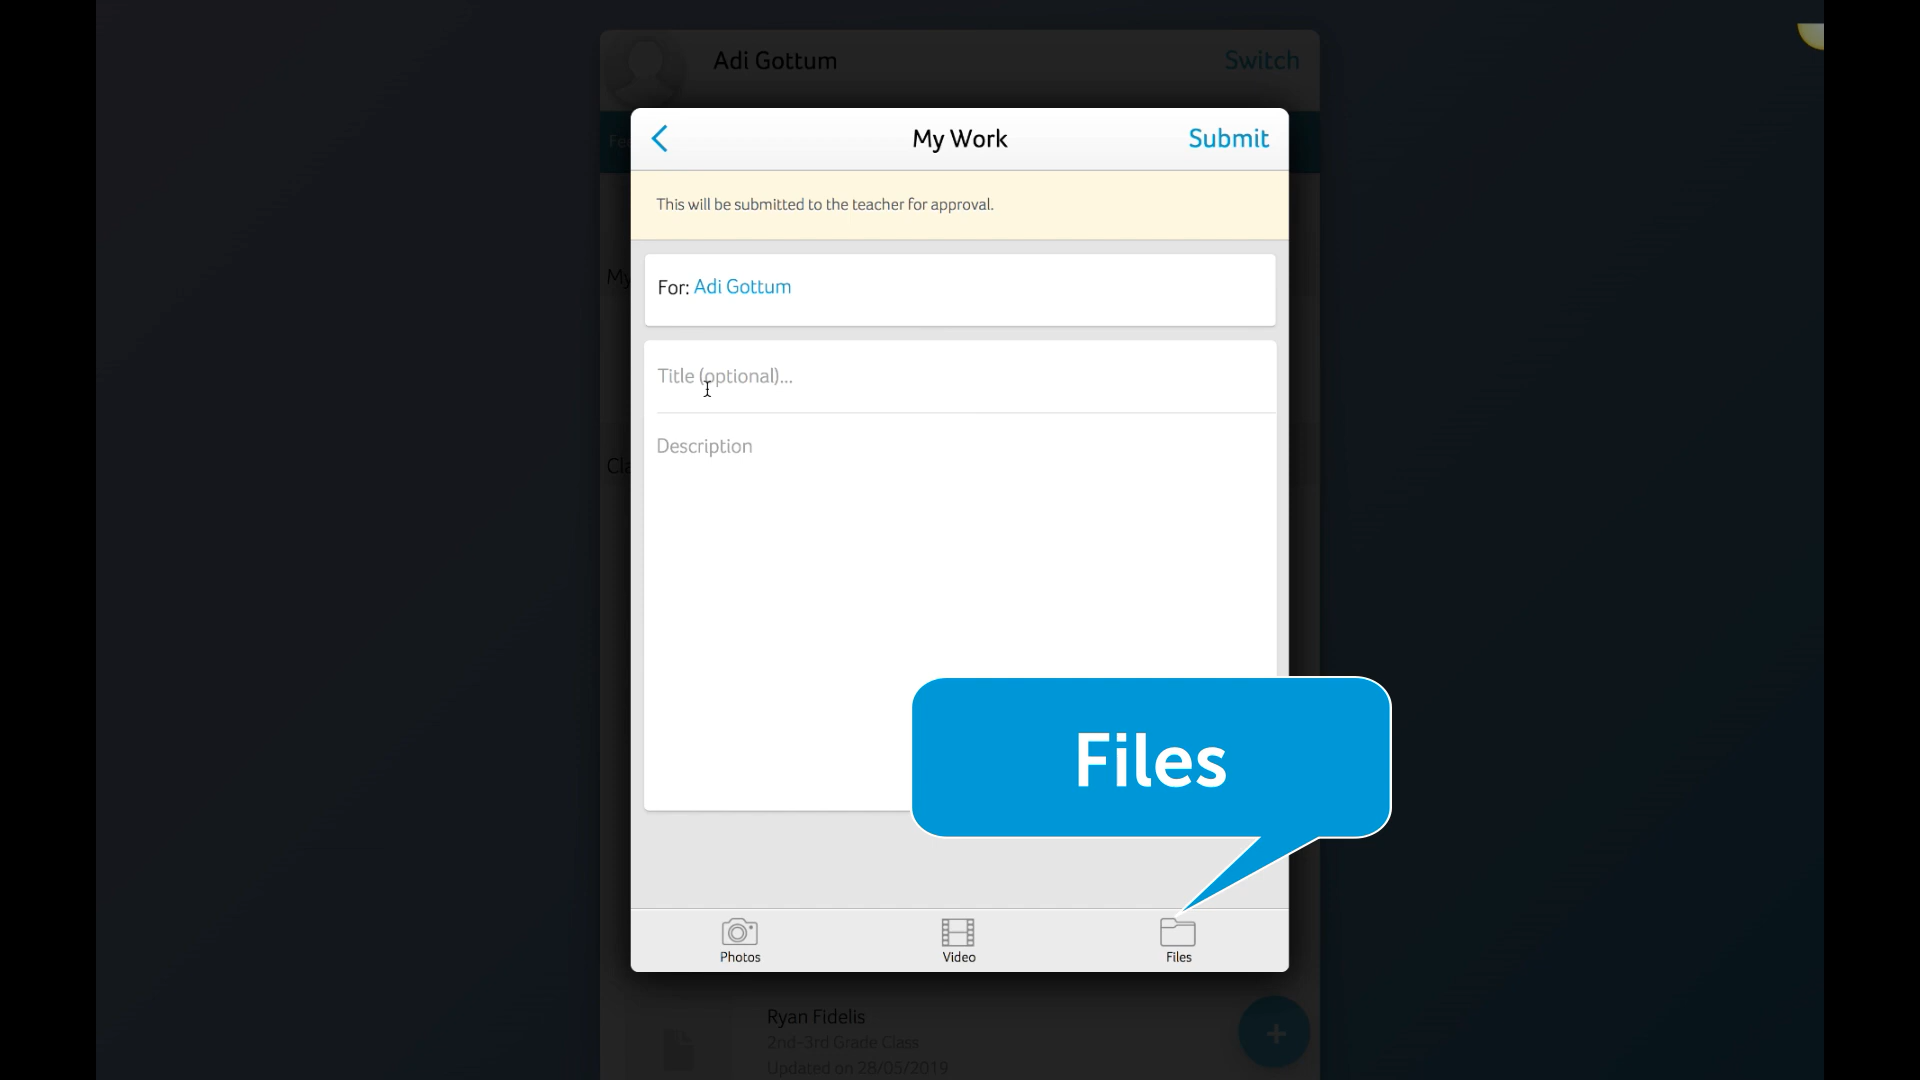 Adi Gottum
Switch
My Work
Submit
This will be submitted to the teacher for approval.
For: Adi Gottum
Title (optional)...
Description
Files
Photos
Video
Files
Ryan Fidelis
2nd-3rd Grade Class
Updated on 28/05/2019